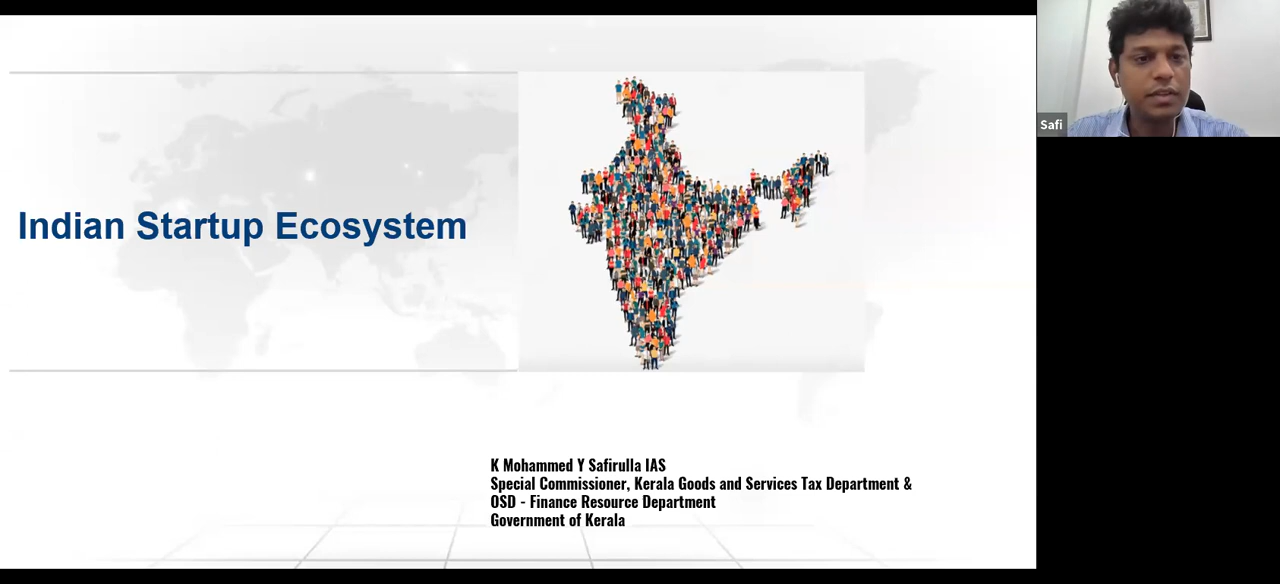 Indian Startup Ecosystem
K Mohammed Y Safirulla IAS
Special Commissioner, Kerala Goods and Services Tax Department &
OSD - Finance Resource Department
Government of Kerala
Safi